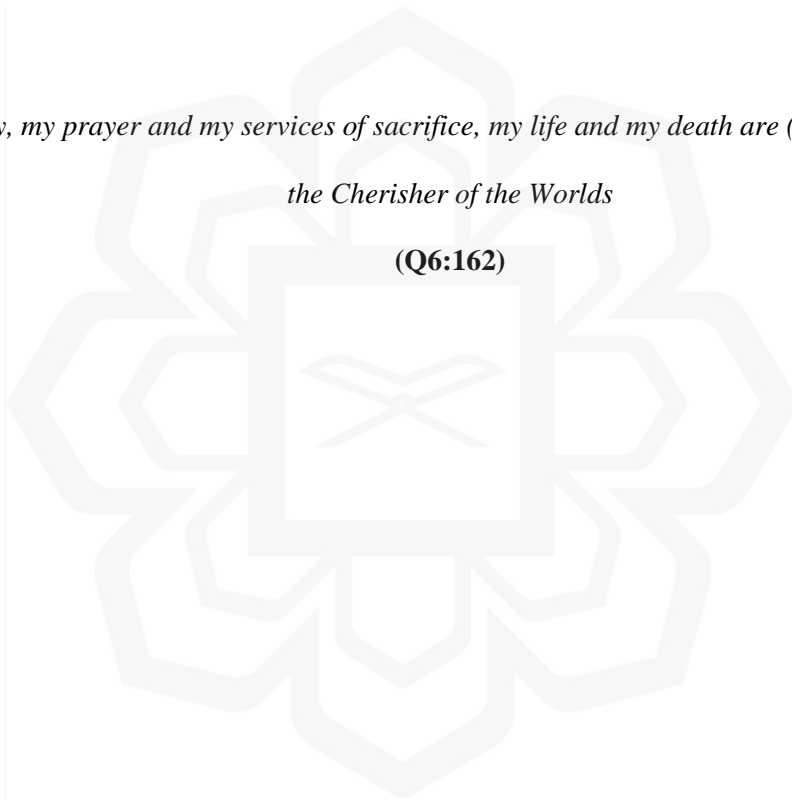 , my prayer and my services of sacrifice, my life and my death are (
the Cherisher of the Worlds
(Q6:162)